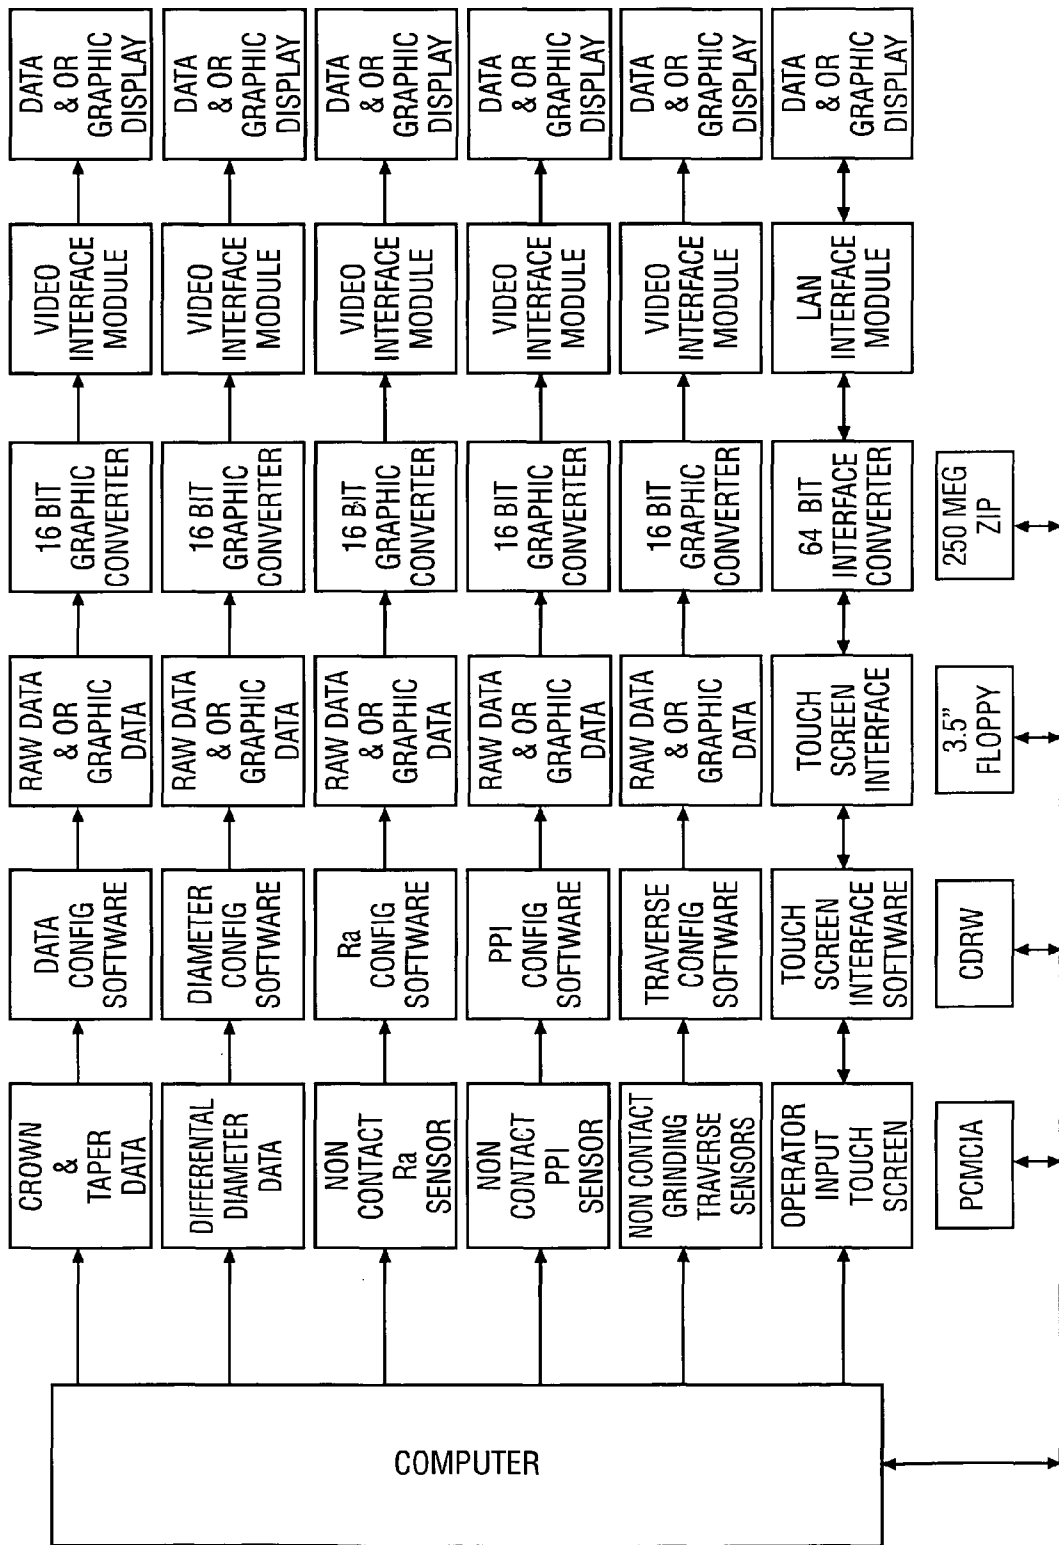 DATA
& OR
GRAPHIC
DISPLAY
DATA
& OR
GRAPHIC
DISPLAY
DATA
& OR
GRAPHIC
DISPLAY
DATA
& OR
GRAPHIC
DISPLAY
DATA
& OR
GRAPHIC
DISPLAY
DATA
& OR
GRAPHIC
DISPLAY
VIDEO
INTERFACE
MODULE
VIDEO
INTERFACE
MODULE
VIDEO
INTERFACE
MODULE
VIDEO
INTERFACE
MODULE
VIDEO
INTERFACE
MODULE
LAN
INTERFACE
MODULE
16 BIT
GRAPHIC
CONVERTER
16 BIT
GRAPHIC
CONVERTER
16 BIT
GRAPHIC
CONVERTER
16 BIT
GRAPHIC
CONVERTER
16 BIT
GRAPHIC
CONVERTER
64 BIT
INTERFACE
CONVERTER
250 MEG
ZIP
RAW DATA
& OR
GRAPHIC
DATA
RAW DATA
& OR
GRAPHIC
DATA
RAW DATA
& OR
GRAPHIC
DATA
RAW DATA
& OR
GRAPHIC
DATA
RAW DATA
& OR
GRAPHIC
DATA
TOUCH
SCREEN
INTERFACE
3.5"
FLOPPY
DATA
CONFIG
SOFTWARE
DIAMETER
CONFIG
SOFTWARE
Ra
CONFIG
SOFTWARE
PPI
CONFIG
SOFTWARE
TRAVERSE
CONFIG
SOFTWARE
TOUCH
SCREEN
INTERFACE
SOFTWARE
CDRW
CROWN
&
TAPER
DATA
DIFFERENTIAL
DIAMETER
DATA
NON
CONTACT
Ra
SENSOR
NON
CONTACT
PPI
SENSOR
NON CONTACT
GRINDING
TRAVERSE
SENSORS
OPERATOR
INPUT
TOUCH
SCREEN
PCMCIA
COMPUTER